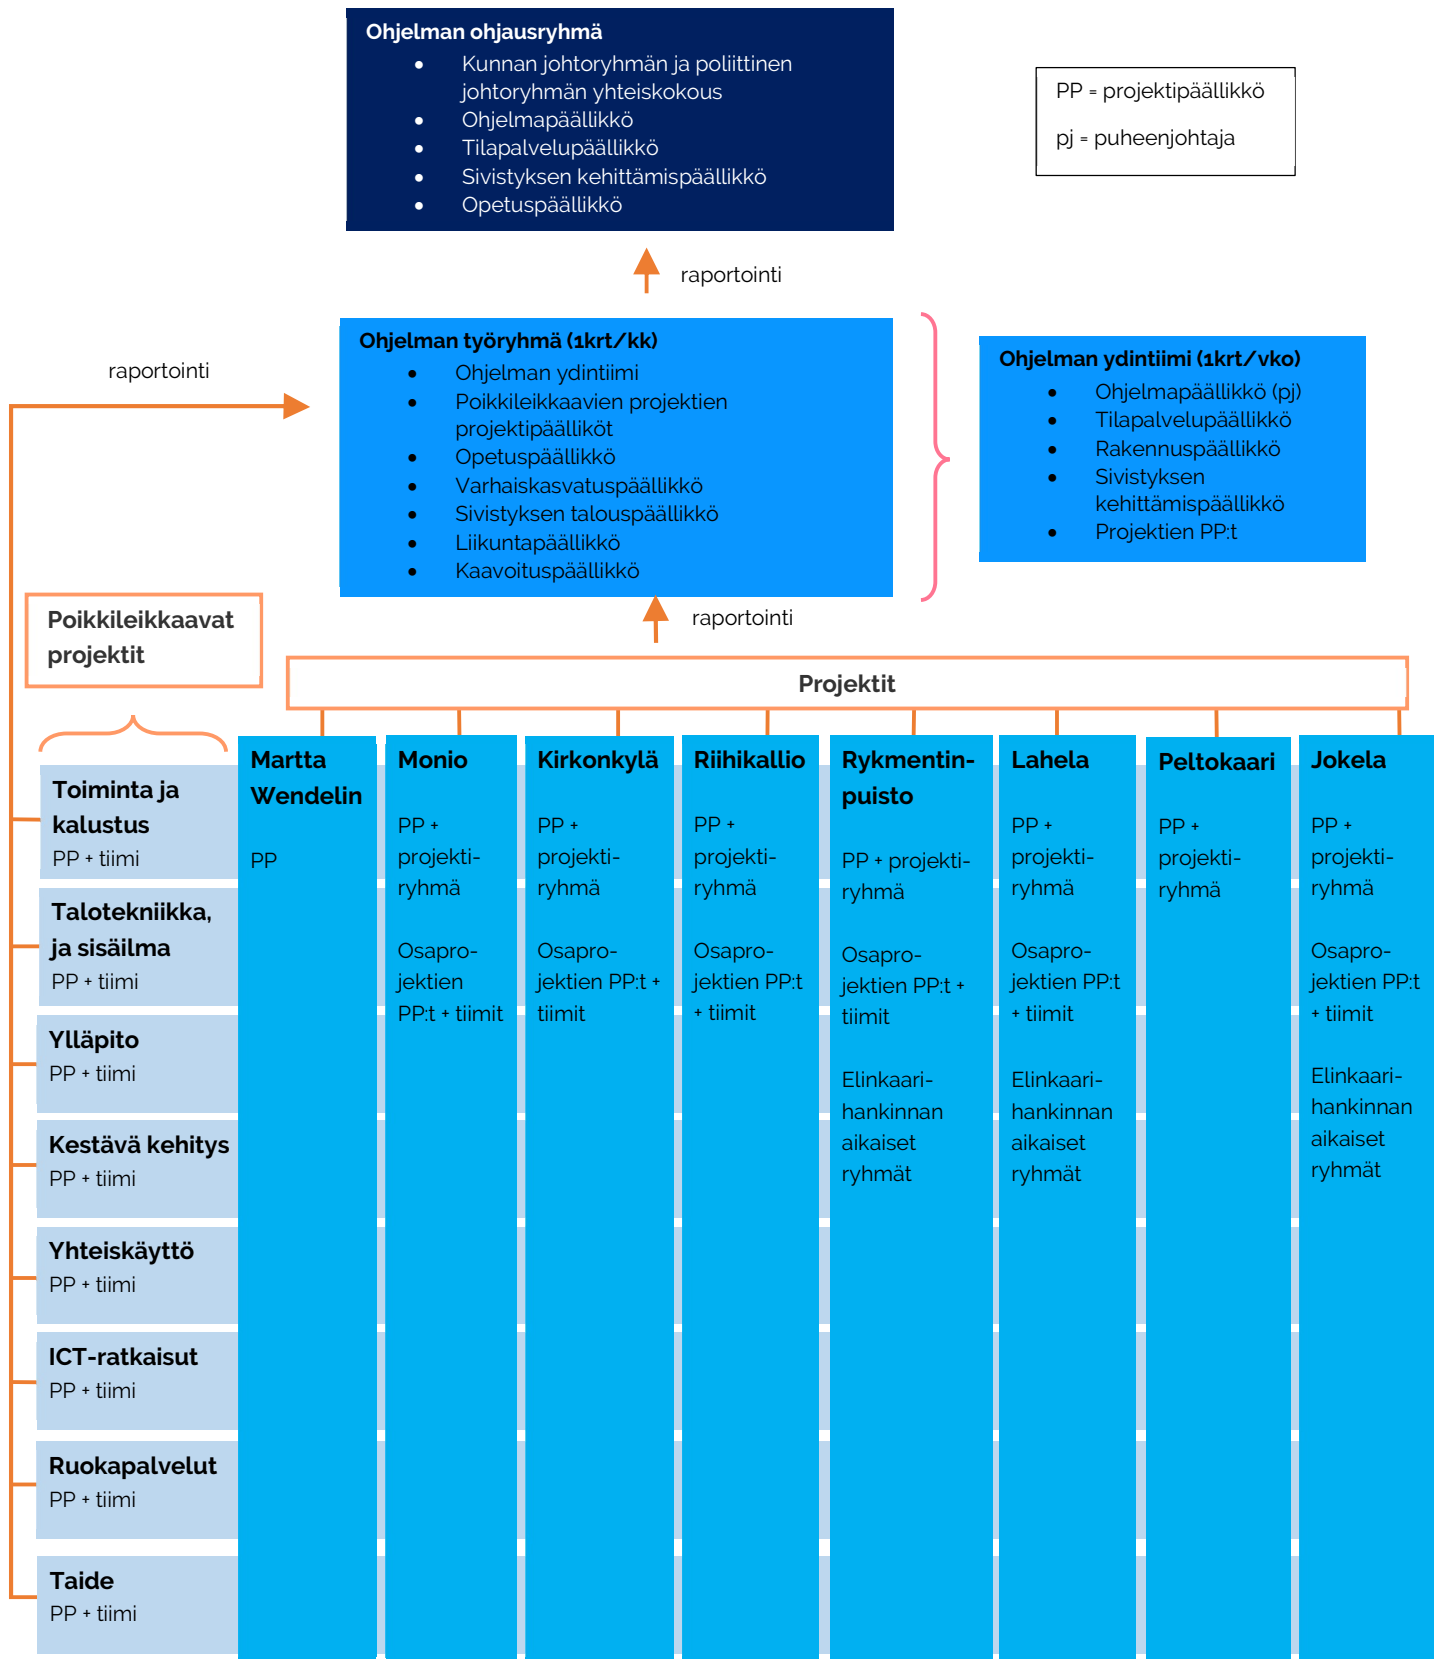 Ohjelman ohjausryhmä
• Kunnan johtoryhmän ja poliittinen
johtoryhmän yhteiskokous
• Ohjelmapäällikkö
• Tilapalvelupäällikkö
• Sivistyksen kehittämispäällikkö
• Opetuspäällikkö
PP = projektipäällikkö
pj = puheenjohtaja
raportointi
Ohjelman työryhmä (1krt/kk)
• Ohjelman ydintiimi
• Poikkileikkaavien projektien
projektipäälliköt
• Opetuspäällikkö
• Varhaiskasvatuspäällikkö
• Sivistyksen talouspäällikkö
• Liikuntapäällikkö
• Kaavoituspäällikkö
Ohjelman ydintiimi (1krt/vko)
• Ohjelmapäällikkö (pj)
• Tilapalvelupäällikkö
• Rakennuspäällikkö
• Sivistyksen
kehittämispäällikkö
• Projektien PP:t
raportointi
raportointi
Poikkileikkaavat
projektit
Projektit
Toiminta ja
kalustus
PP + tiimi
Talotekniikka,
ja sisäilma
PP + tiimi
Ylläpito
PP + tiimi
Kestävä kehitys
PP + tiimi
Yhteiskäyttö
PP + tiimi
ICT-ratkaisut
PP + tiimi
Ruokapalvelut
PP + tiimi
Taide
PP + tiimi
Martta
Wendelin
PP
Monio
PP +
projekti-
ryhmä
Osapro-
jektien
PP:t + tiimit
Kirkonkylä
PP +
projekti-
ryhmä
Osapro-
jektien PP:t +
tiimit
Riihikallio
PP +
projekti-
ryhmä
Osapro-
jektien PP:t
+ tiimit
Rykmentin-
puisto
PP + projekti-
ryhmä
Osapro-
jektien PP:t +
tiimit
Elinkaari-
hankinnan
aikaiset
ryhmät
Lahela
PP +
projekti-
ryhmä
Osapro-
jektien PP:t
+ tiimit
Elinkaari-
hankinnan
aikaiset
ryhmät
Peltokaari
PP +
projekti-
ryhmä
Jokela
PP +
projekti-
ryhmä
Osapro-
jektien PP:t
+ tiimit
Elinkaari-
hankinnan
aikaiset
ryhmät